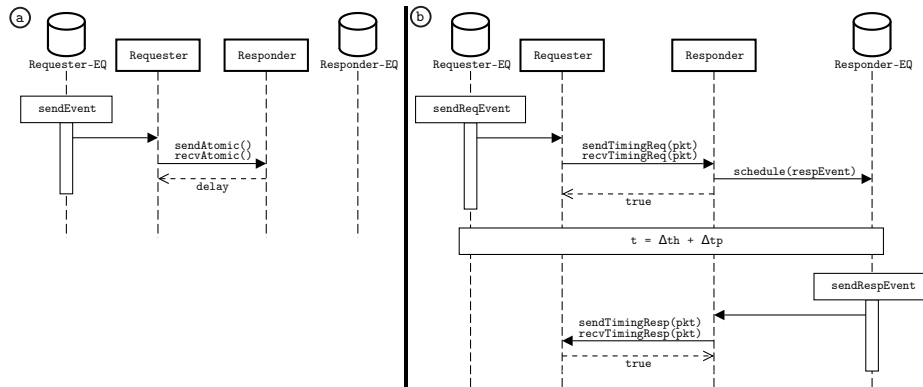 a
Requester-EQ
Requester
Responder
Responder-EQ
sendEvent
sendAtomic()
recvAtomic()
delay
b
Requester-EQ
Requester
Responder
Responder-EQ
sendReqEvent
sendTimingReq(pkt)
recvTimingReq(pkt)
schedule(respEvent)
true
t = Δth + Δtp
sendRespEvent
sendTimingResp(pkt)
recvTimingResp(pkt)
true